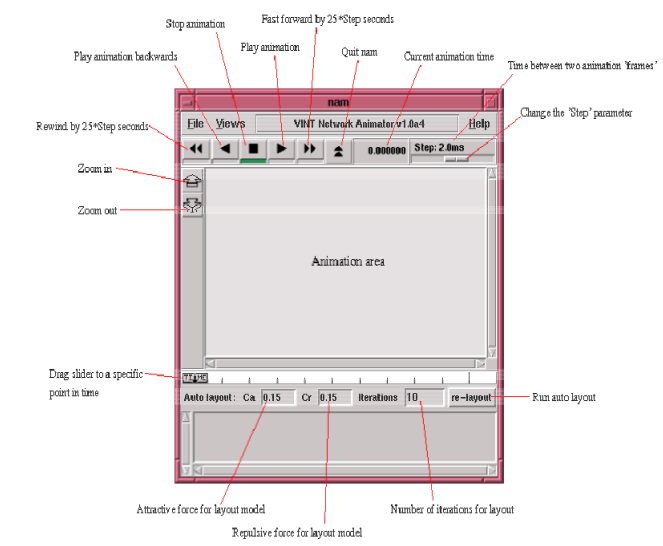 Fast forward by 25*Step seconds
Stop animation
Play animation
Play animation backwards
Quit nam
Current animation time
Time between two animation 'frames'
nam
Change the 'Step' parameter
File Views VINT Network Animator v1.0a4 Help
Rewind by 25*Step seconds
0.000000 Step: 2.0ms
Zoom in
Zoom out
Animation area
Drag slider to a specific
point in time
TIME
Auto layout: Ca 0.15 Cr 0.15 Iterations 10 re-layout
Run auto layout
Attractive force for layout model
Number of iterations for layout
Repulsive force for layout model